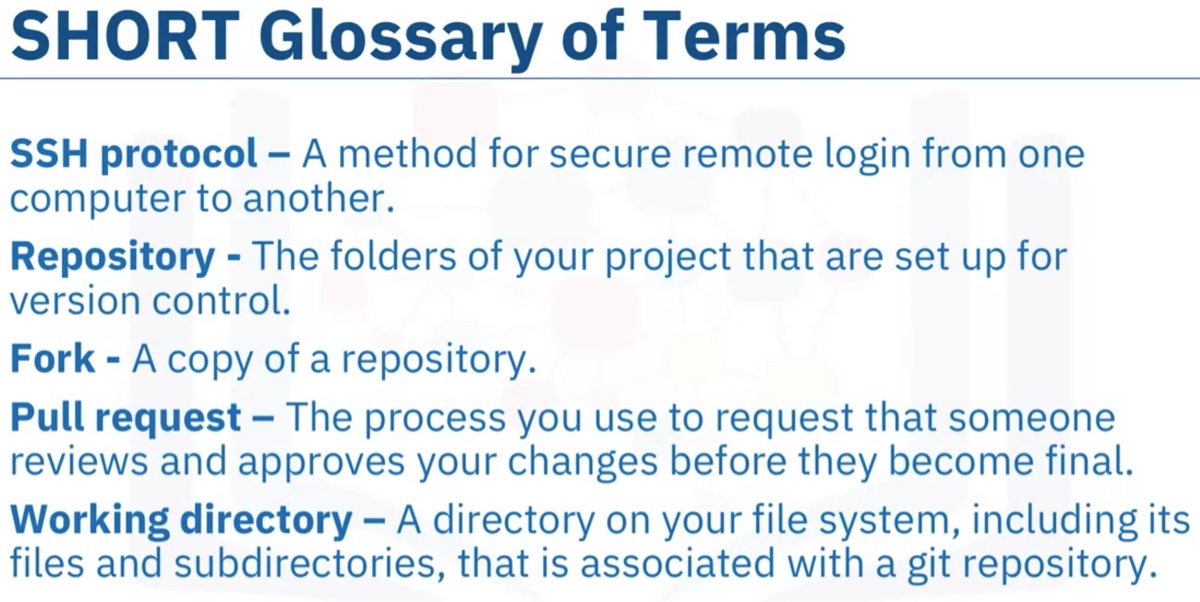 SHORT Glossary of Terms
SSH protocol – A method for secure remote login from one
computer to another.
Repository - The folders of your project that are set up for
version control.
Fork - A copy of a repository.
Pull request – The process you use to request that someone
reviews and approves your changes before they become final.
Working directory – A directory on your file system, including its
files and subdirectories, that is associated with a git repository.